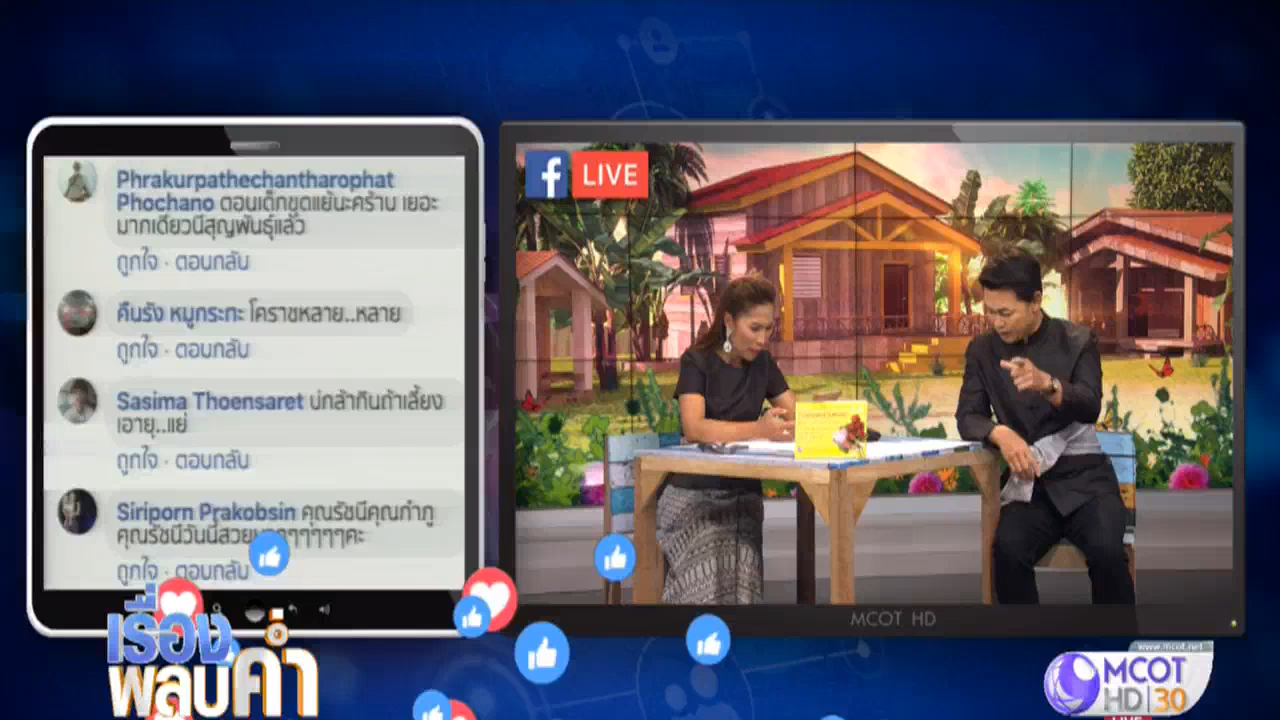 Phrakurpathechantharophat
Phochano ตอนเด็กขุดแย้นะคร้าบ เยอะ
มากเดียวนี้สุญพันธุ์แล้ว
ถูกใจ · ตอบกลับ
คืนรัง หมูกระทะ โคราชหลาย..หลาย
ถูกใจ · ตอบกลับ
Sasima Thoensaret บ่กล้ากินถ้าเลี้ยง
เอายุ..แย่
ถูกใจ · ตอบกลับ
Siriporn Prakobsin คุณรัชนีคุณกำภู
คุณรัชนีวันนี้สวย
ถูกใจ · ตอบกลับ
f LIVE
MCOT HD
เรื่อง
พลบค่ำ
www.mcot.net
MCOT
HD 30
LIVE